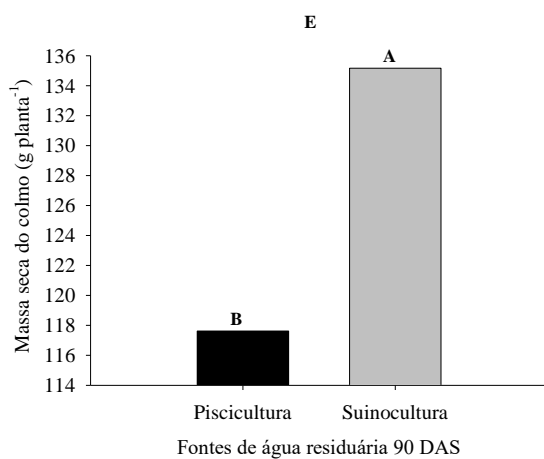 E
Massa seca do colmo (g planta⁻¹)
136
134
132
130
128
126
124
122
120
118
116
114
B
A
Piscicultura
Suinocultura
Fontes de água residuária 90 DAS